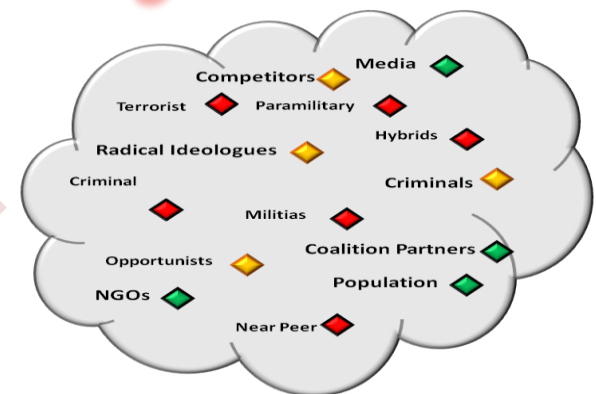 Media
Competitors
Terrorist
Paramilitary
Hybrids
Radical Ideologues
Criminal
Criminals
Militias
Coalition Partners
Opportunists
Population
NGOs
Near Peer